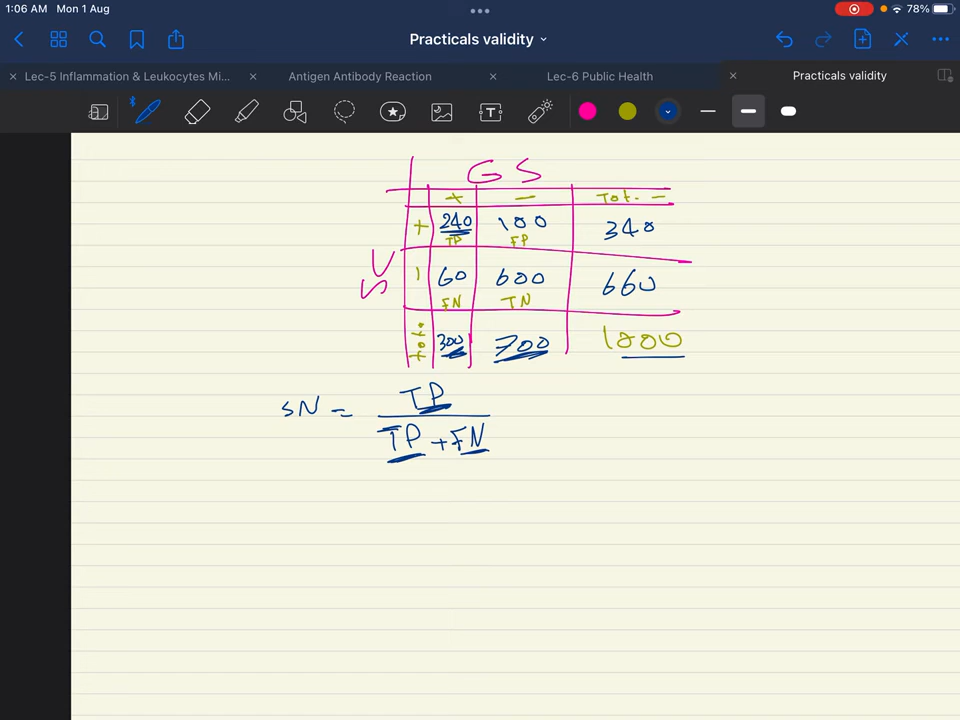 1:06 AM Mon 1 Aug
78%
Practicals validity
Lec-5 Inflammation & Leukocytes Mi...
Antigen Antibody Reaction
Lec-6 Public Health
Practicals validity
T
GS
+ - Tot. -
+ 240 100 340
TP FP
SU
- 60 600 660
FN TN
tot. 300 700 1000
SN = TP
TP + FN